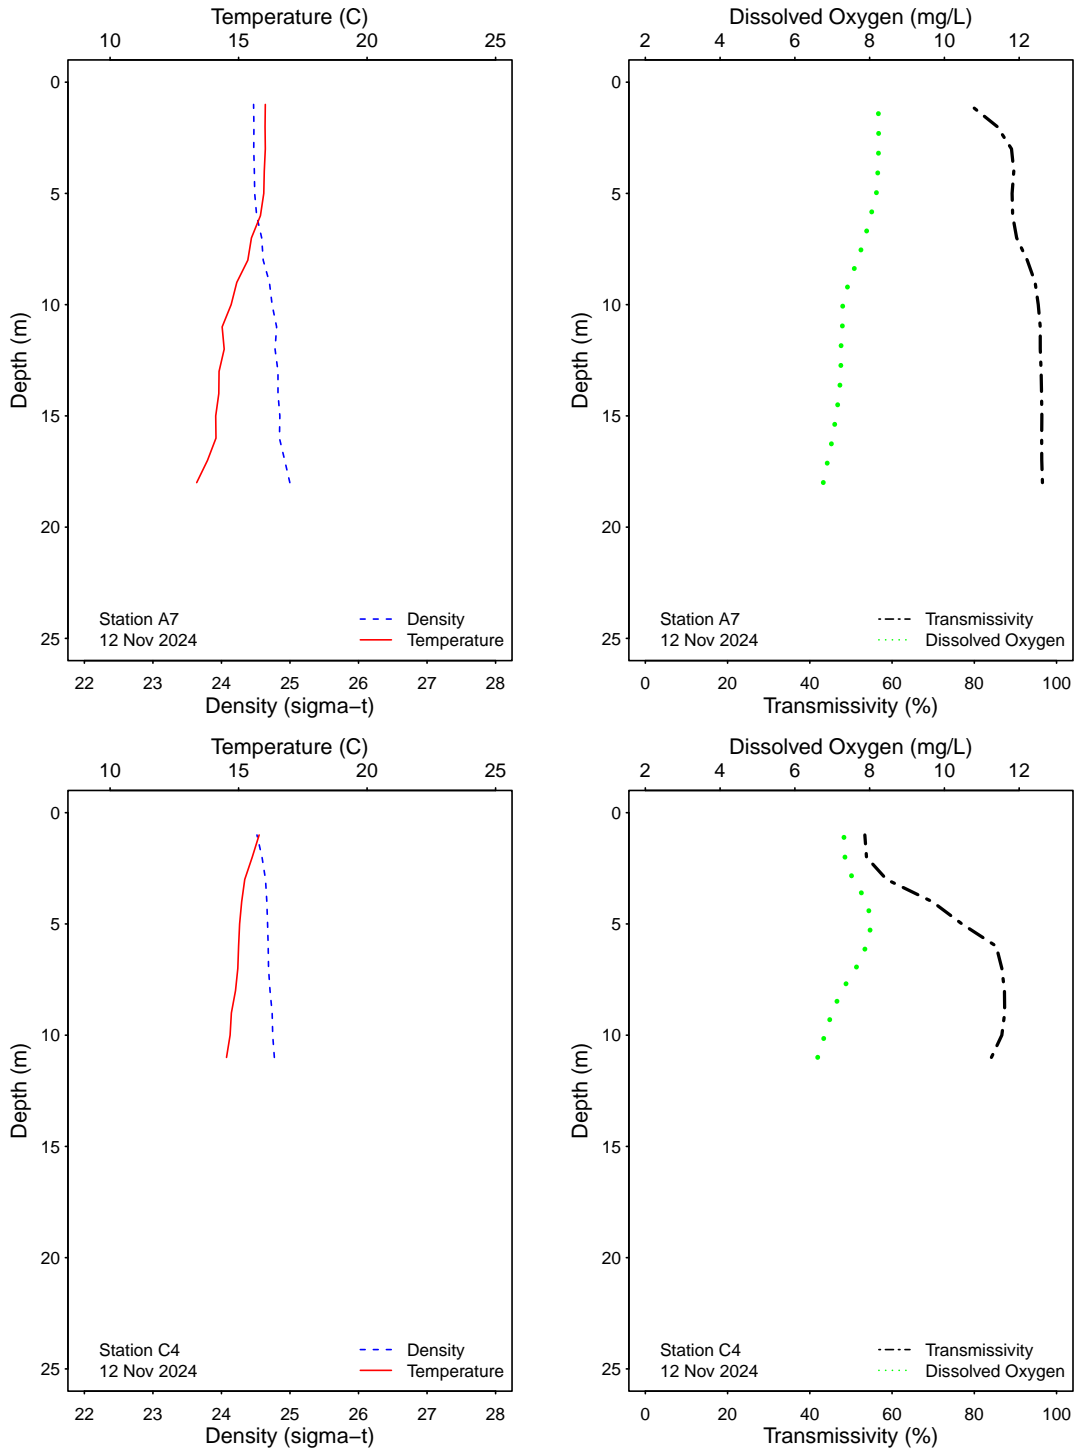 Temperature (C)
10 15 20 25
0
5
10
15
20
25
Depth (m)
Station A7
12 Nov 2024
Density
Temperature
22 23 24 25 26 27 28
Density (sigma−t)
Dissolved Oxygen (mg/L)
2 4 6 8 10 12
0
5
10
15
20
25
Depth (m)
Station A7
12 Nov 2024
Transmissivity
Dissolved Oxygen
0 20 40 60 80 100
Transmissivity (%)
Temperature (C)
10 15 20 25
0
5
10
15
20
25
Depth (m)
Station C4
12 Nov 2024
Density
Temperature
22 23 24 25 26 27 28
Density (sigma−t)
Dissolved Oxygen (mg/L)
2 4 6 8 10 12
0
5
10
15
20
25
Depth (m)
Station C4
12 Nov 2024
Transmissivity
Dissolved Oxygen
0 20 40 60 80 100
Transmissivity (%)